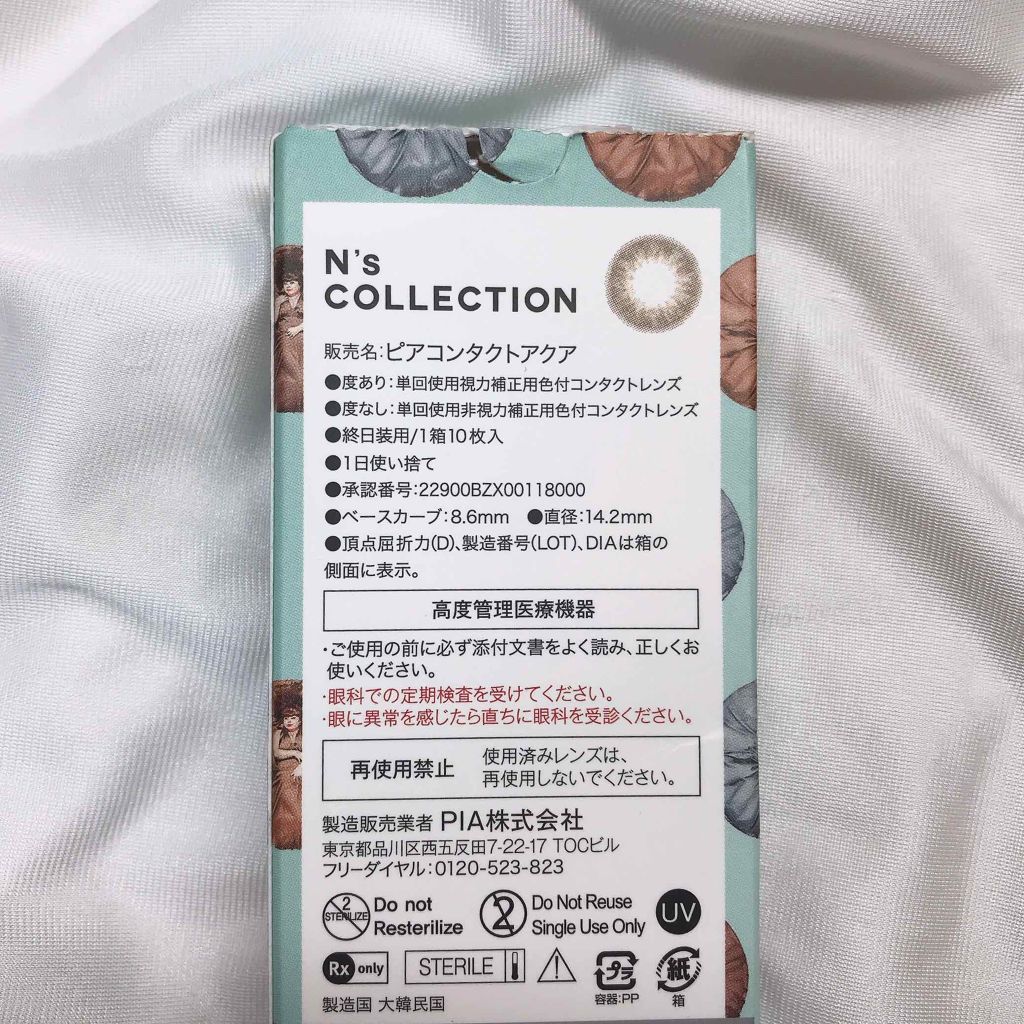 N's
COLLECTION
販売名:ピアコンタクトアクア
●度あり:単回使用視力補正用色付コンタクトレンズ
●度なし:単回使用非視力補正用色付コンタクトレンズ
●終日装用/1箱10枚入
●1日使い捨て
●承認番号:22900BZX00118000
●ベースカーブ:8.6mm ●直径:14.2mm
●頂点屈折力(D)、製造番号(LOT)、DIAは箱の
側面に表示。
高度管理医療機器
・ご使用の前に必ず添付文書をよく読み、正しくお
使いください。
・眼科での定期検査を受けてください。
・眼に異常を感じたら直ちに眼科を受診ください。
再使用禁止
使用済みレンズは、
再使用しないでください。
製造販売業者 PIA株式会社
東京都品川区西五反田7-22-17 TOCビル
フリーダイヤル:0120-523-823
2
STERILIZE
Do not
Resterilize
2
Do Not Reuse
Single Use Only
UV
Rx only
STERILE
プラ
容器:PP
紙
箱
製造国 大韓民国